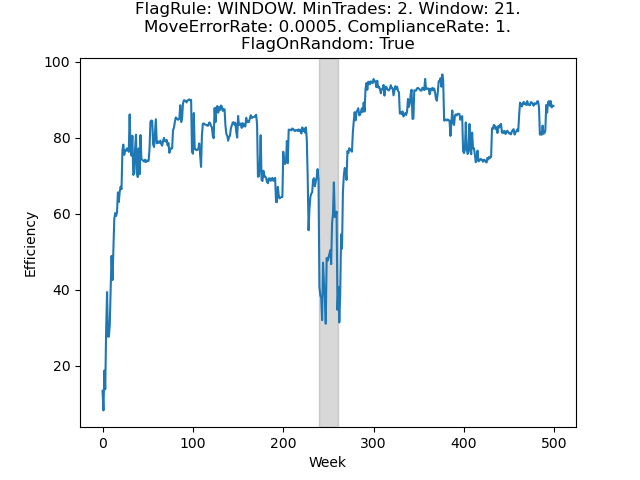 FlagRule: WINDOW. MinTrades: 2. Window: 21.
MoveErrorRate: 0.0005. ComplianceRate: 1.
FlagOnRandom: True
100
80
60
40
20
Efficiency
0 100 200 300 400 500
Week